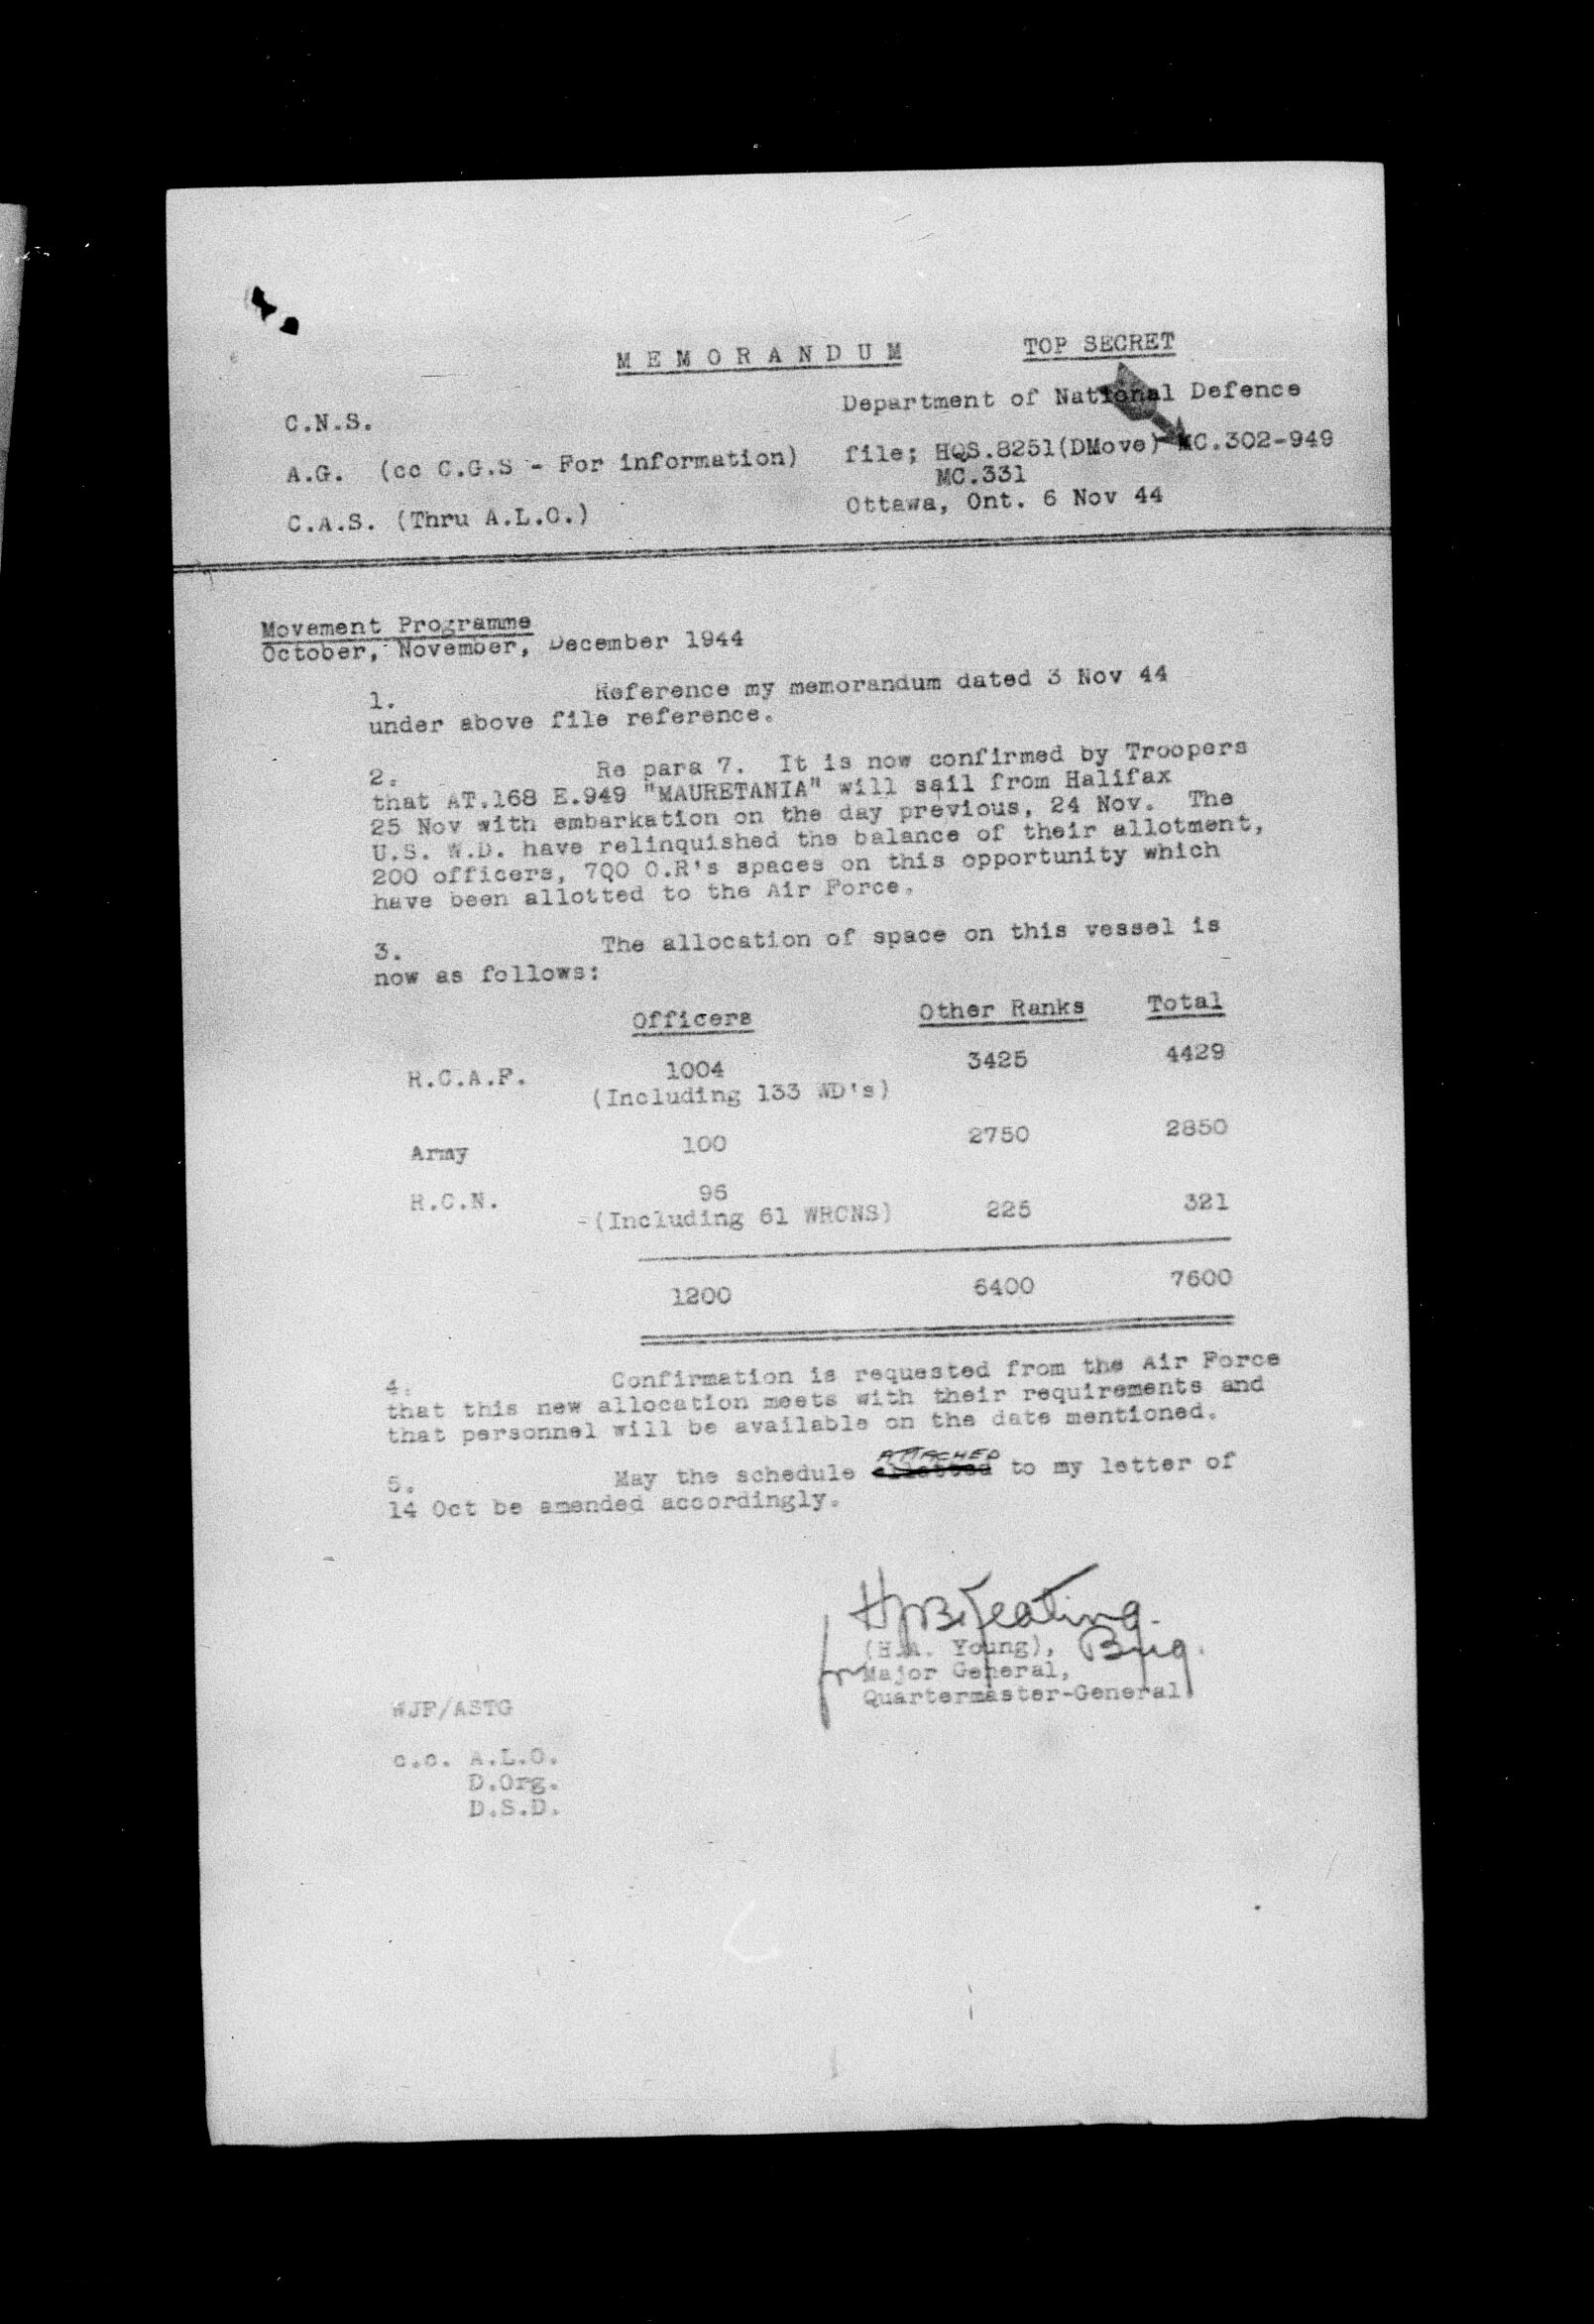 MEMORANDUM TOP SECRET
C.N.S. Department of National Defence
A.G. (cc C.G.S - For information) file; HQS.8251(DMove) MC.302-949
MC.331
C.A.S. (Thru A.L.O.) Ottawa, Ont. 6 Nov 44
Movement Programme
October, November, December 1944
1. Reference my memorandum dated 3 Nov 44
under above file reference.
2. Re para 7. It is now confirmed by Troopers
that AT.168 E.949 "MAURETANIA" will sail from Halifax
25 Nov with embarkation on the day previous, 24 Nov. The
U.S. W.D. have relinquished the balance of their allotment,
200 officers, 700 O.R's spaces on this opportunity which
have been allotted to the Air Force.
3. The allocation of space on this vessel is
now as follows:
Officers Other Ranks Total
R.C.A.F. 1004 3425 4429
(Including 133 WD's)
Army 100 2750 2850
R.C.N. 96 225 321
=(Including 61 WRCNS)
1200 6400 7600
4. Confirmation is requested from the Air Force
that this new allocation meets with their requirements and
that personnel will be available on the date mentioned.
ATTACHED
5. May the schedule to my letter of
14 Oct be amended accordingly.
Keating
(H.A. Young), Brig.
for Major General,
Quartermaster-General.
WJF/ASTG
c.c. A.L.O.
D.Org.
D.S.D.